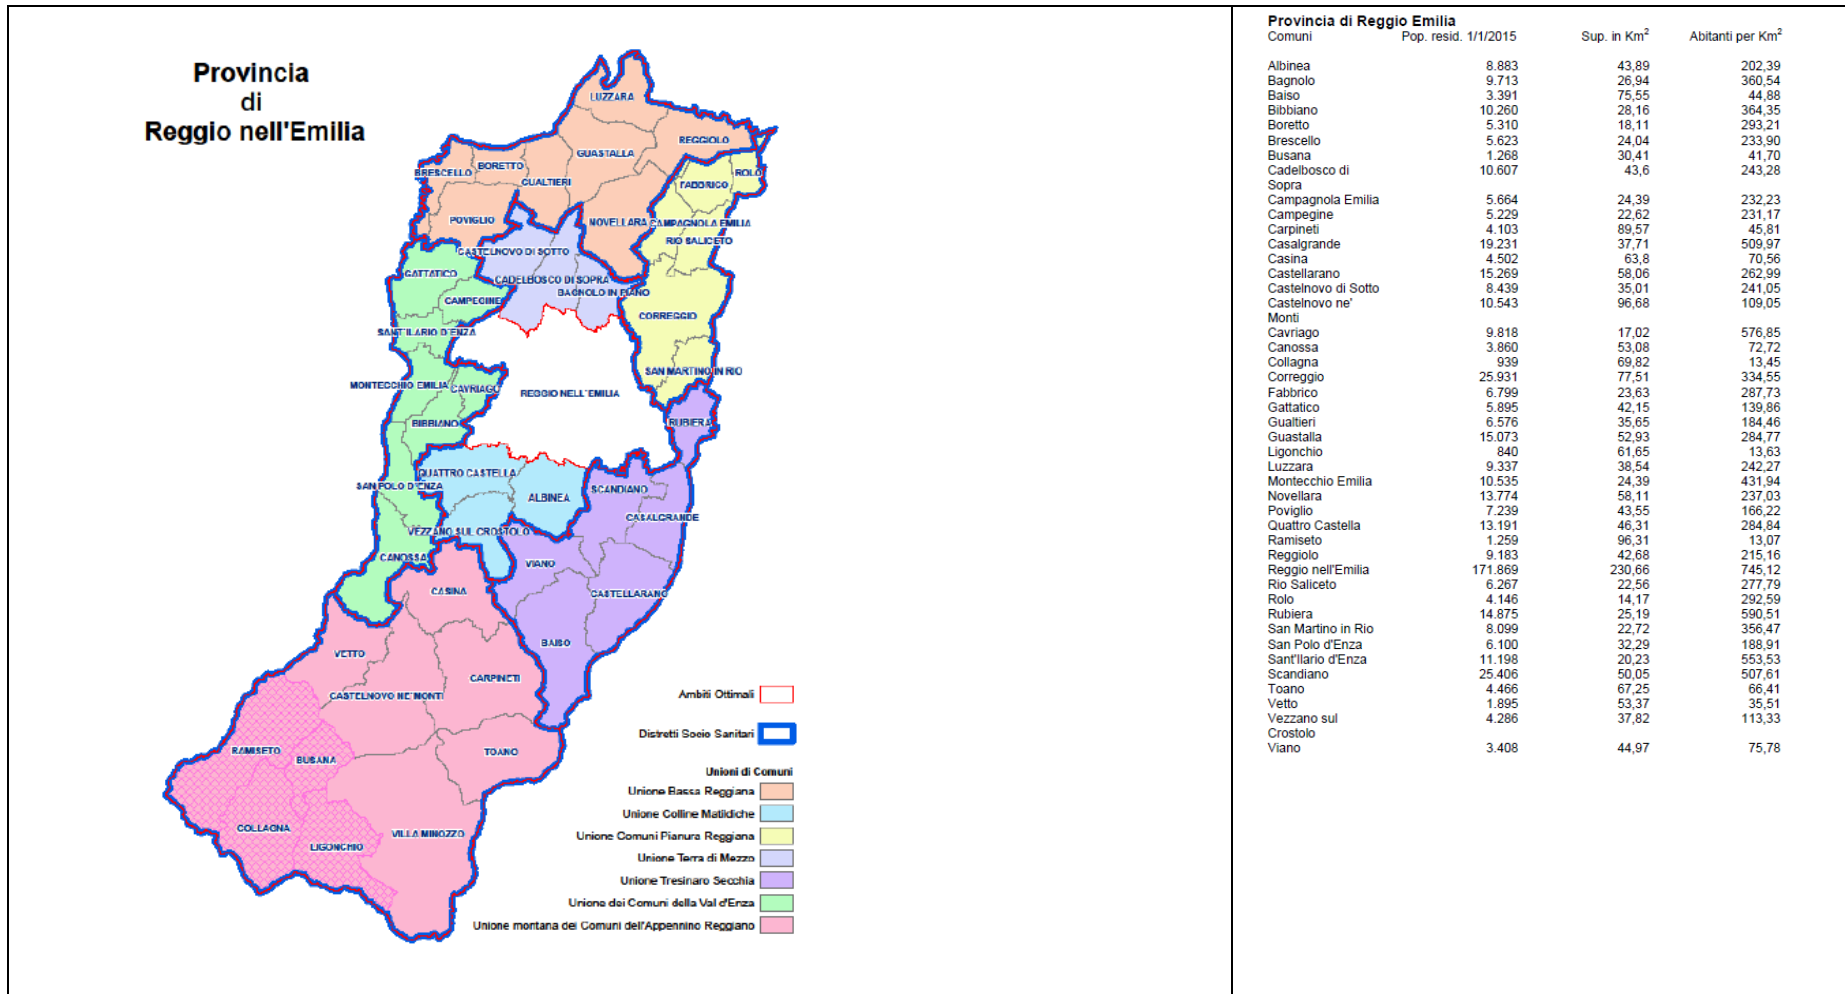 Provincia
di
Reggio nell'Emilia
LUZZARA
REGGIOLO
GUASTALLA
BORETTO
BRESCELLO
GUALTIERI
ROLO
FABBRICO
POVIGLIO
NOVELLARA
CAMPAGNOLA EMILIA
RIO SALICETO
CASTELNOVO DI SOTTO
GATTATICO
CADELBOSCO DI SOPRA
BAGNOLO IN PIANO
CAMPEGINE
CORREGGIO
SANT'ILARIO D'ENZA
SAN MARTINO IN RIO
MONTECCHIO EMILIA
CAVRIAGO
REGGIO NELL'EMILIA
BIBBIANO
RUBIERA
QUATTRO CASTELLA
SAN POLO D'ENZA
ALBINEA
SCANDIANO
CASALGRANDE
VEZZANO SUL CROSTOLO
CANOSSA
VIANO
CASINA
CASTELLARANO
BAISO
VETTO
CARPINETI
CASTELNOVO NE'MONTI
RAMISETO
BUSANA
TOANO
COLLAGNA
LIGONCHIO
VILLA MINOZZO
Ambiti Ottimali
Distretti Socio Sanitari
Unioni di Comuni
Unione Bassa Reggiana
Unione Colline Matildiche
Unione Comuni Pianura Reggiana
Unione Terra di Mezzo
Unione Tresinaro Secchia
Unione dei Comuni della Val d'Enza
Unione montana dei Comuni dell'Appennino Reggiano
Provincia di Reggio Emilia
Comuni Pop. resid. 1/1/2015 Sup. in Km² Abitanti per Km²
Albinea 8.883 43,89 202,39
Bagnolo 9.713 26,94 360,54
Baiso 3.391 75,55 44,88
Bibbiano 10.260 28,16 364,35
Boretto 5.310 18,11 293,21
Brescello 5.623 24,04 233,90
Busana 1.268 30,41 41,70
Cadelbosco di 10.607 43,6 243,28
Sopra
Campagnola Emilia 5.664 24,39 232,23
Campegine 5.229 22,62 231,17
Carpineti 4.103 89,57 45,81
Casalgrande 19.231 37,71 509,97
Casina 4.502 63,8 70,56
Castellarano 15.269 58,06 262,99
Castelnovo di Sotto 8.439 35,01 241,05
Castelnovo ne' 10.543 96,68 109,05
Monti
Cavriago 9.818 17,02 576,85
Canossa 3.860 53,08 72,72
Collagna 939 69,82 13,45
Correggio 25.931 77,51 334,55
Fabbrico 6.799 23,63 287,73
Gattatico 5.895 42,15 139,86
Gualtieri 6.576 35,65 184,46
Guastalla 15.073 52,93 284,77
Ligonchio 840 61,65 13,63
Luzzara 9.337 38,54 242,27
Montecchio Emilia 10.535 24,39 431,94
Novellara 13.774 58,11 237,03
Poviglio 7.239 43,55 166,22
Quattro Castella 13.191 46,31 284,84
Ramiseto 1.259 96,31 13,07
Reggiolo 9.183 42,68 215,16
Reggio nell'Emilia 171.869 230,66 745,12
Rio Saliceto 6.267 22,56 277,79
Rolo 4.146 14,17 292,59
Rubiera 14.875 25,19 590,51
San Martino in Rio 8.099 22,72 356,47
San Polo d'Enza 6.100 32,29 188,91
Sant'Ilario d'Enza 11.198 20,23 553,53
Scandiano 25.406 50,05 507,61
Toano 4.466 67,25 66,41
Vetto 1.895 53,37 35,51
Vezzano sul 4.286 37,82 113,33
Crostolo
Viano 3.408 44,97 75,78